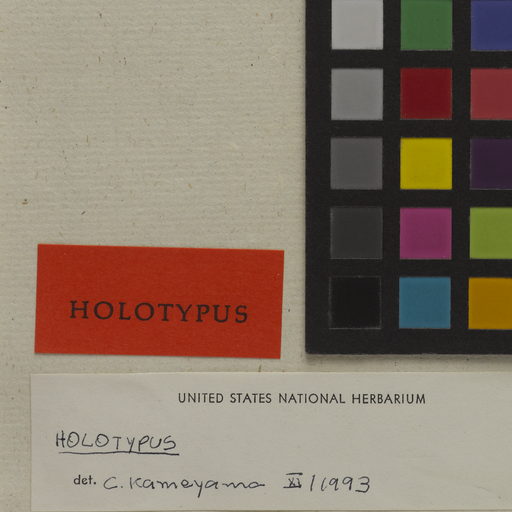 HOLOTYPUS
UNITED STATES NATIONAL HERBARIUM
HOLOTYPUS
det. C. Kameyama XI/1993